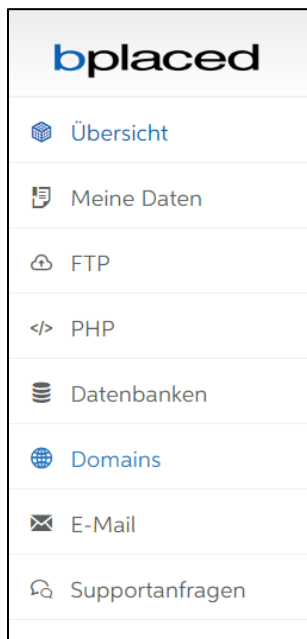 bplaced
Übersicht
Meine Daten
FTP
</> PHP
Datenbanken
Domains
E-Mail
Supportanfragen